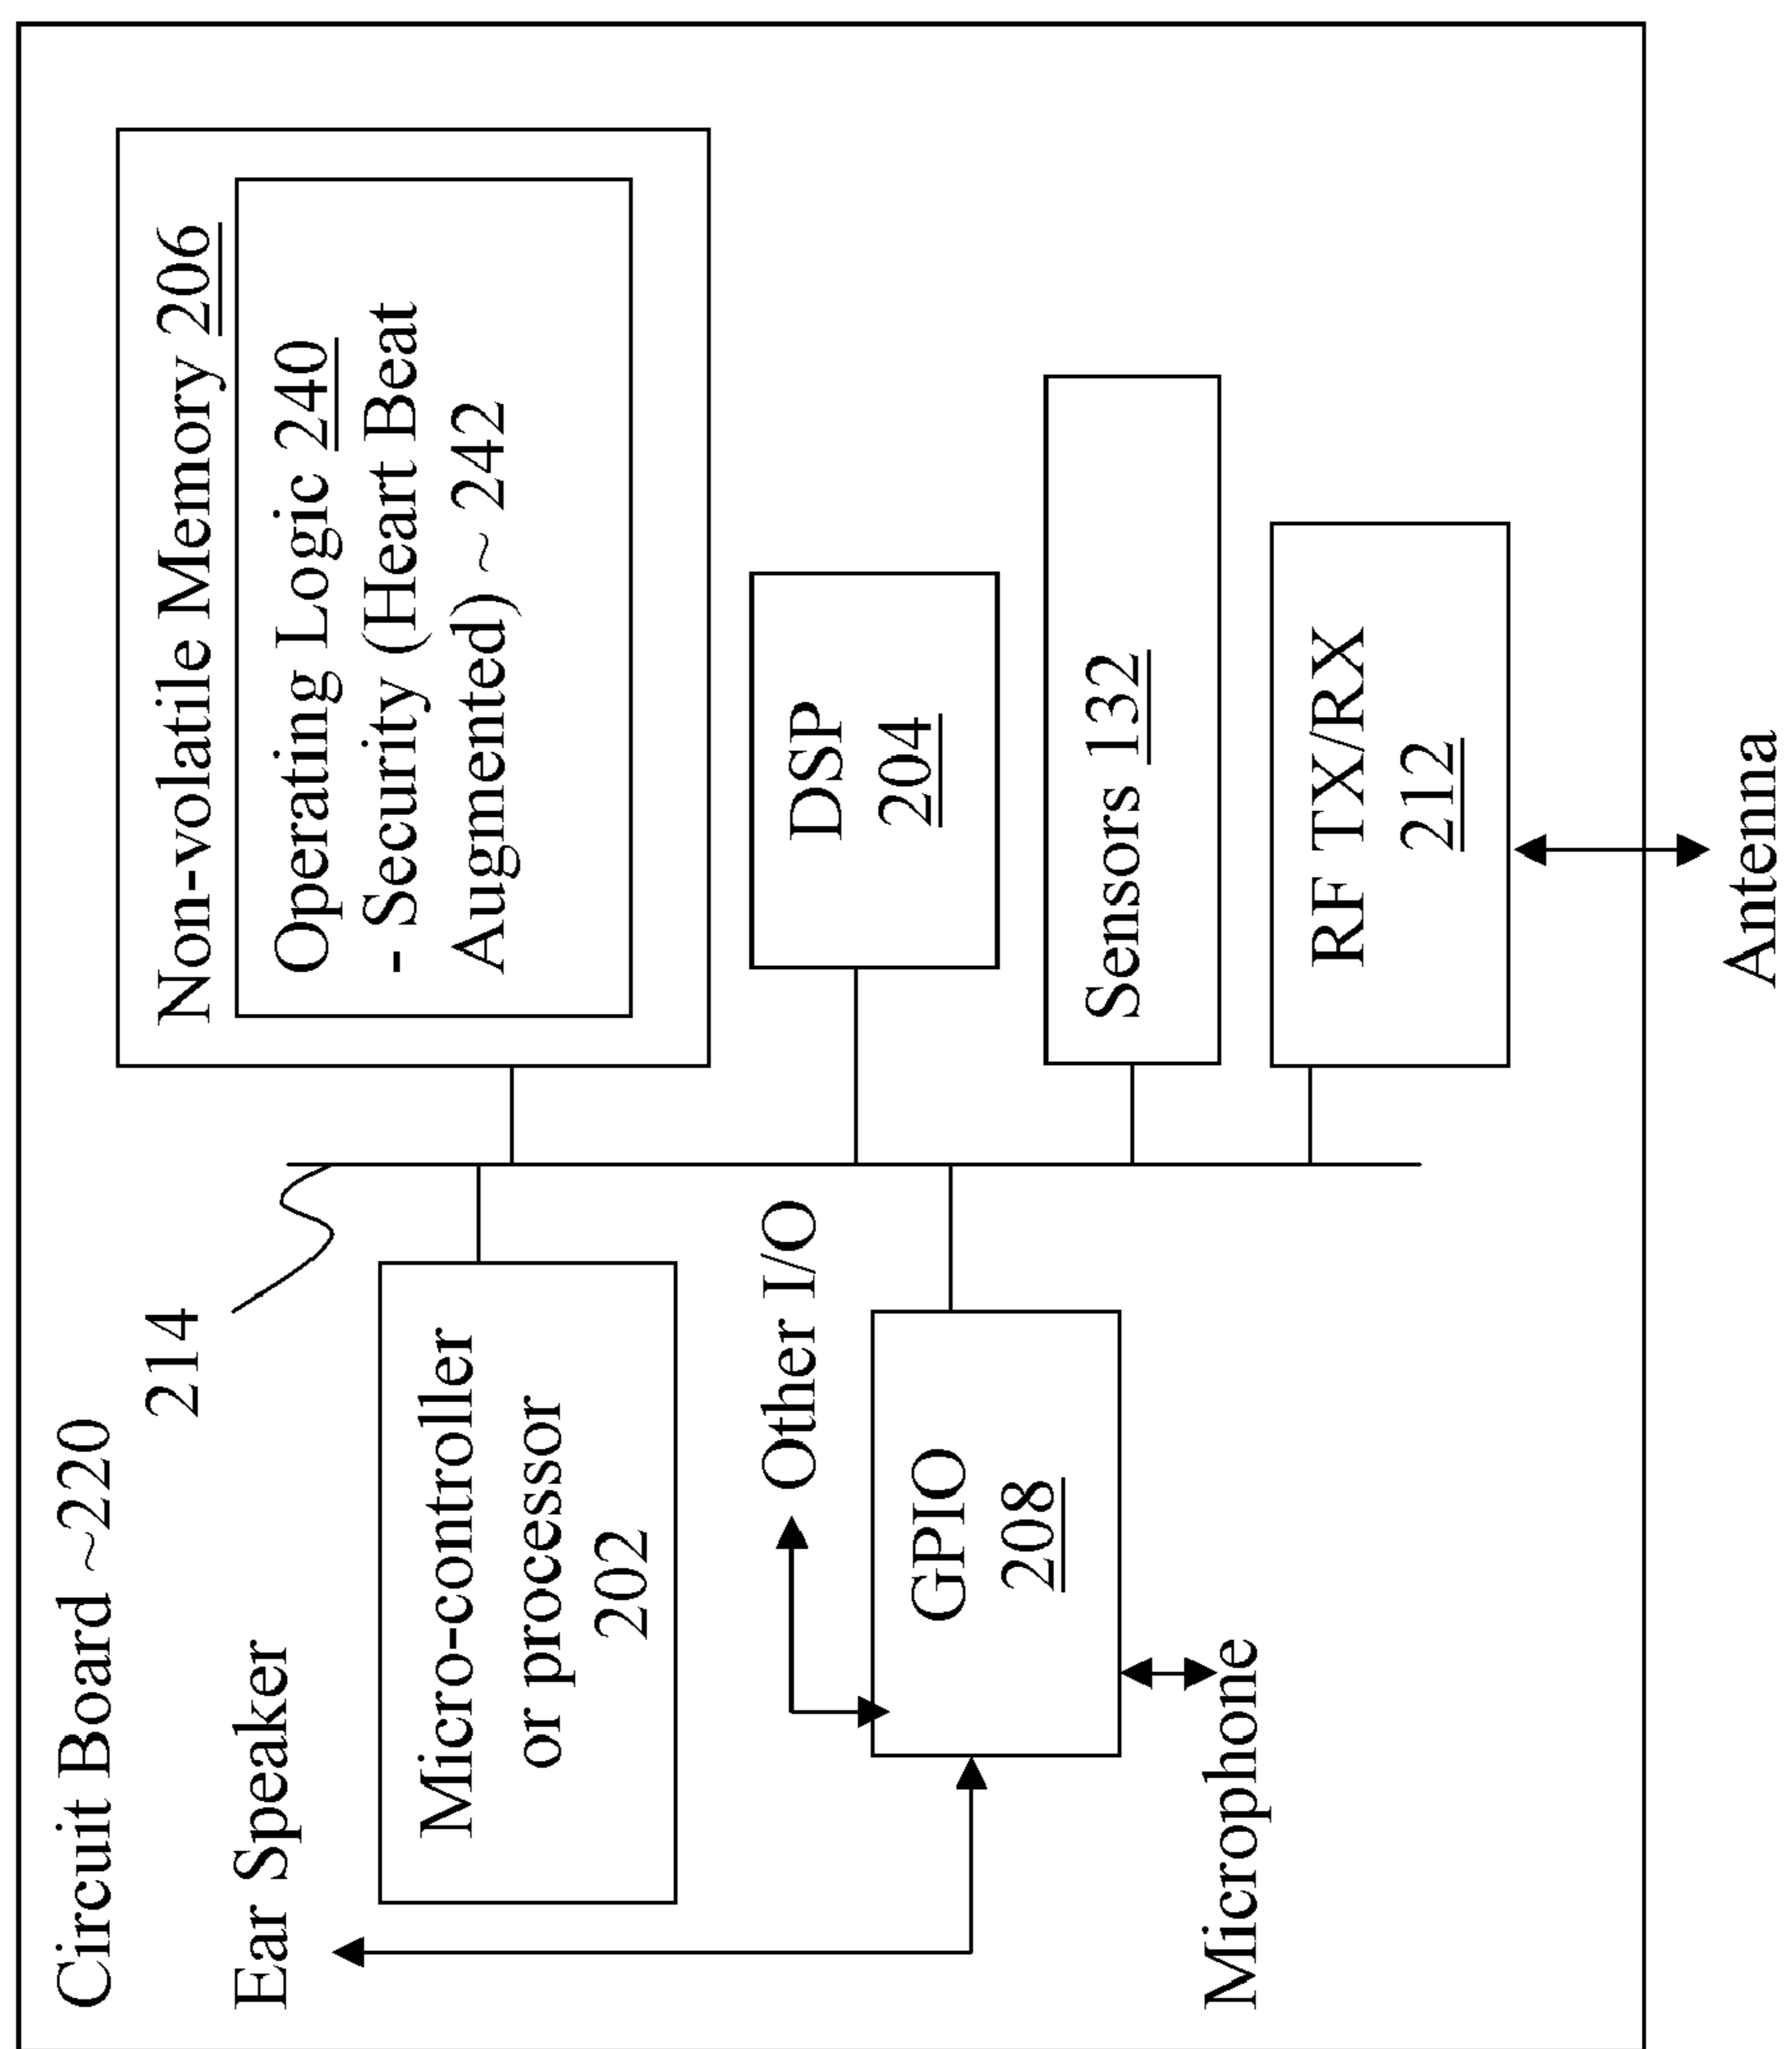 Circuit Board ~220
214
Non-volatile Memory 206
Operating Logic 240
- Security (Heart Beat
Augmented) ~ 242
Ear Speaker
Micro-controller
or processor
202
Other I/O
DSP
204
GPIO
208
Sensors 132
Microphone
RF TX/RX
212
Antenna